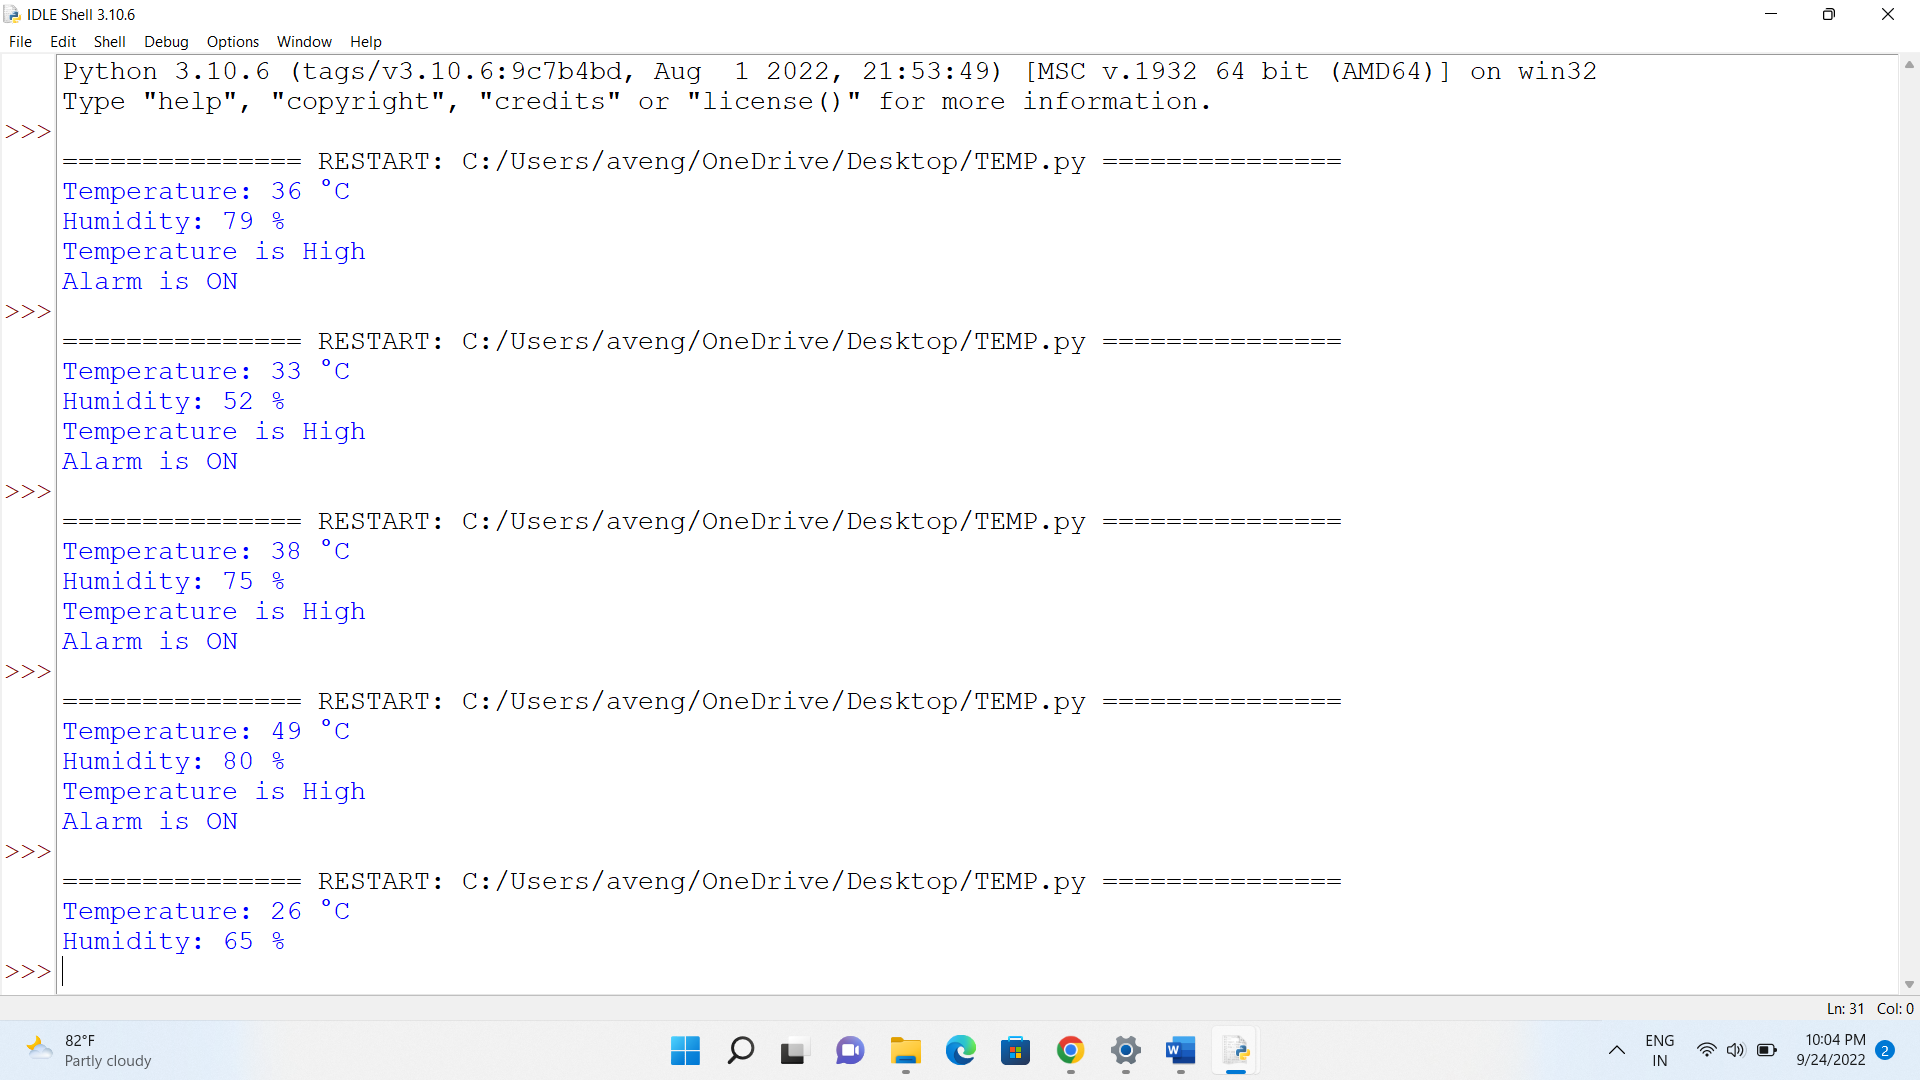 IDLE Shell 3.10.6
File Edit Shell Debug Options Window Help
Python 3.10.6 (tags/v3.10.6:9c7b4bd, Aug  1 2022, 21:53:49) [MSC v.1932 64 bit (AMD64)] on win32
Type "help", "copyright", "credits" or "license()" for more information.
>>>
=============== RESTART: C:/Users/aveng/OneDrive/Desktop/TEMP.py ===============
Temperature: 36 °C
Humidity: 79 %
Temperature is High
Alarm is ON
>>>
=============== RESTART: C:/Users/aveng/OneDrive/Desktop/TEMP.py ===============
Temperature: 33 °C
Humidity: 52 %
Temperature is High
Alarm is ON
>>>
=============== RESTART: C:/Users/aveng/OneDrive/Desktop/TEMP.py ===============
Temperature: 38 °C
Humidity: 75 %
Temperature is High
Alarm is ON
>>>
=============== RESTART: C:/Users/aveng/OneDrive/Desktop/TEMP.py ===============
Temperature: 49 °C
Humidity: 80 %
Temperature is High
Alarm is ON
>>>
=============== RESTART: C:/Users/aveng/OneDrive/Desktop/TEMP.py ===============
Temperature: 26 °C
Humidity: 65 %
>>>
Ln: 31 Col: 0
82°F
Partly cloudy
W
ENG
IN
10:04 PM
9/24/2022
2